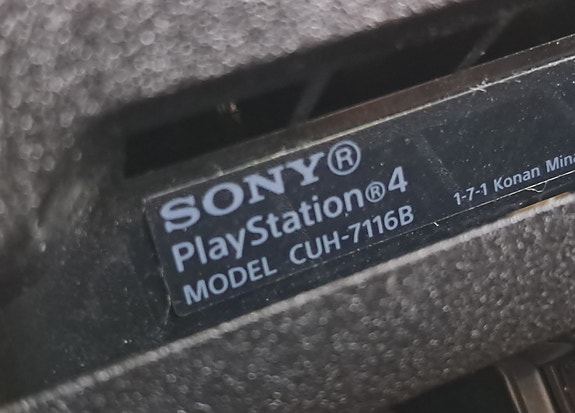 SONY®
PlayStation®4
MODEL CUH-7116B
1-7-1 Konan